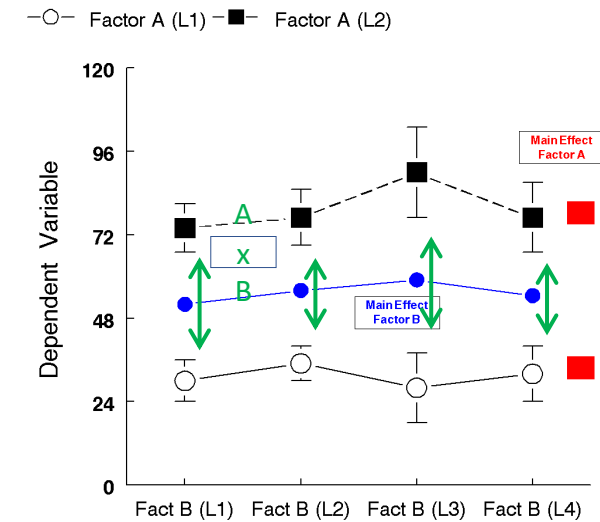 Factor A (L1) Factor A (L2)
120
96
72
48
24
0
Dependent Variable
Main Effect
Factor A
A
x
B
Main Effect
Factor B
Fact B (L1) Fact B (L2) Fact B (L3) Fact B (L4)